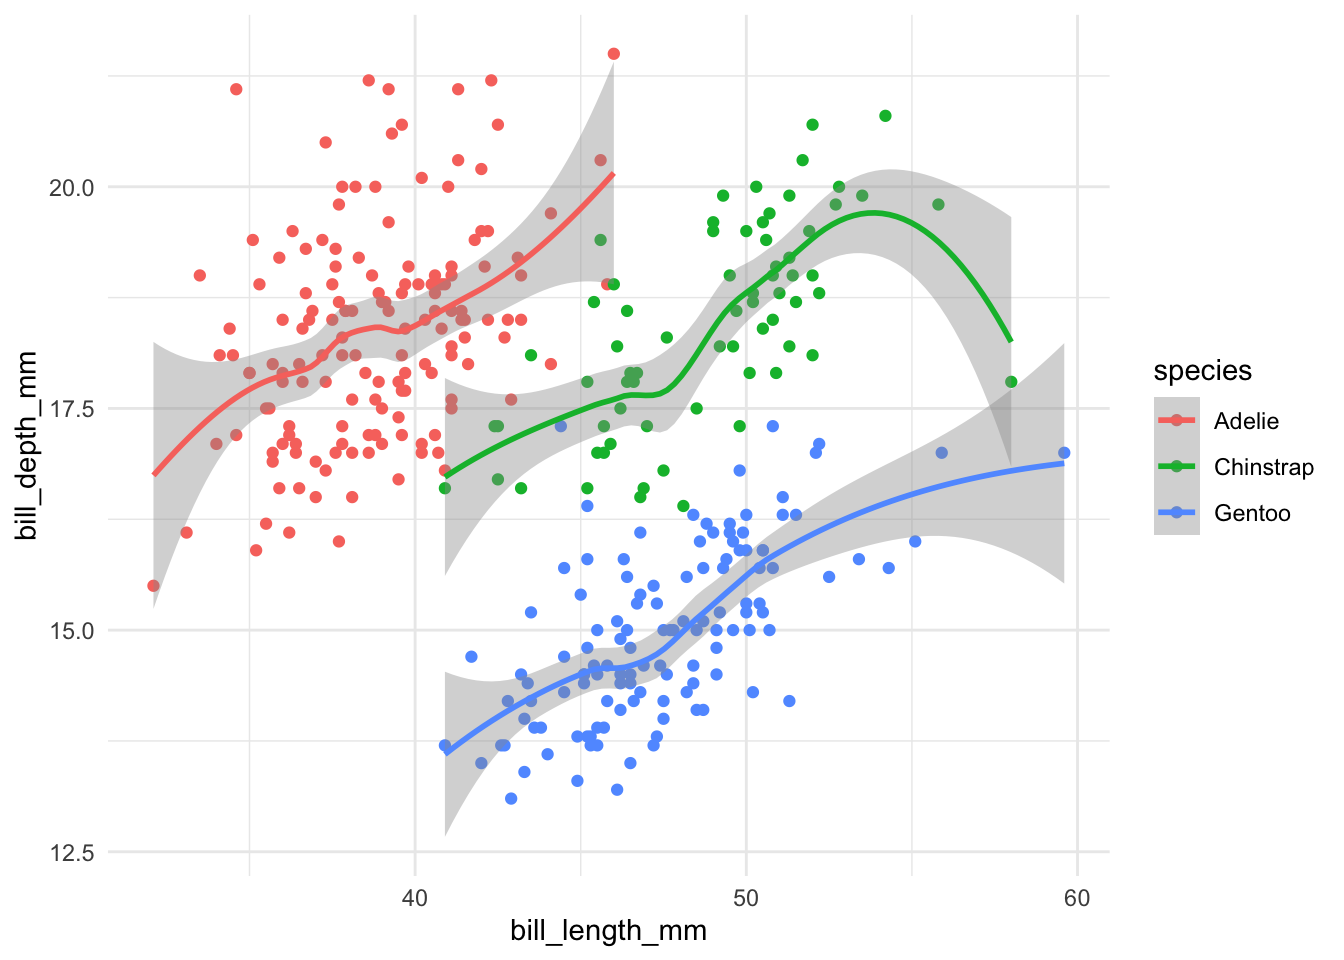 20.0
17.5
15.0
12.5
bill_depth_mm
40
50
60
bill_length_mm
species
Adelie
Chinstrap
Gentoo